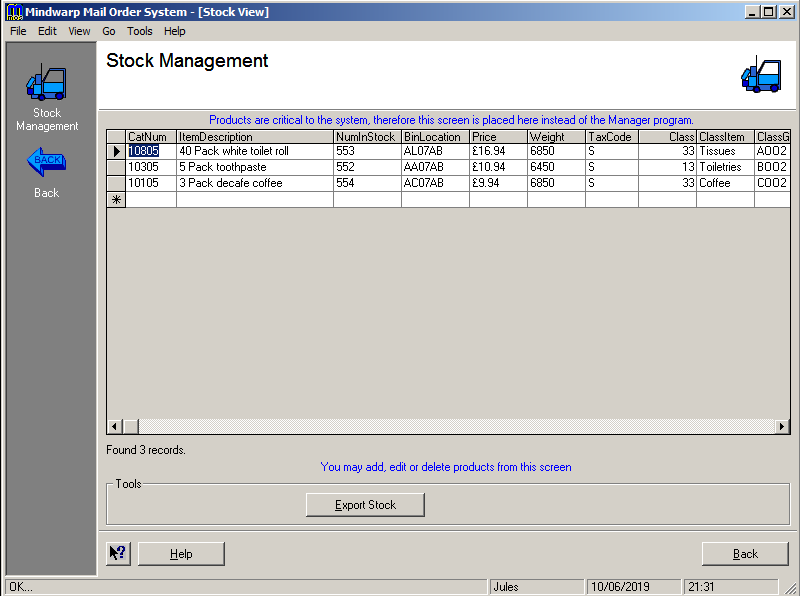 Mindwarp Mail Order System - [Stock View]
File Edit View Go Tools Help
Stock Management
Stock
Management
BACK
Back
Products are critical to the system, therefore this screen is placed here instead of the Manager program.
CatNum ItemDescription NumInStock BinLocation Price Weight TaxCode Class ClassItem ClassG
10805 40 Pack white toilet roll 553 AL07AB £16.94 6850 S 33 Tissues A002
10305 5 Pack toothpaste 552 AA07AB £10.94 6450 S 13 Toiletries B002
10105 3 Pack decafe coffee 554 AC07AB £9.94 6850 S 33 Coffee C002
Found 3 records.
You may add, edit or delete products from this screen
Tools
Export Stock
Help Back
OK... Jules 10/06/2019 21:31